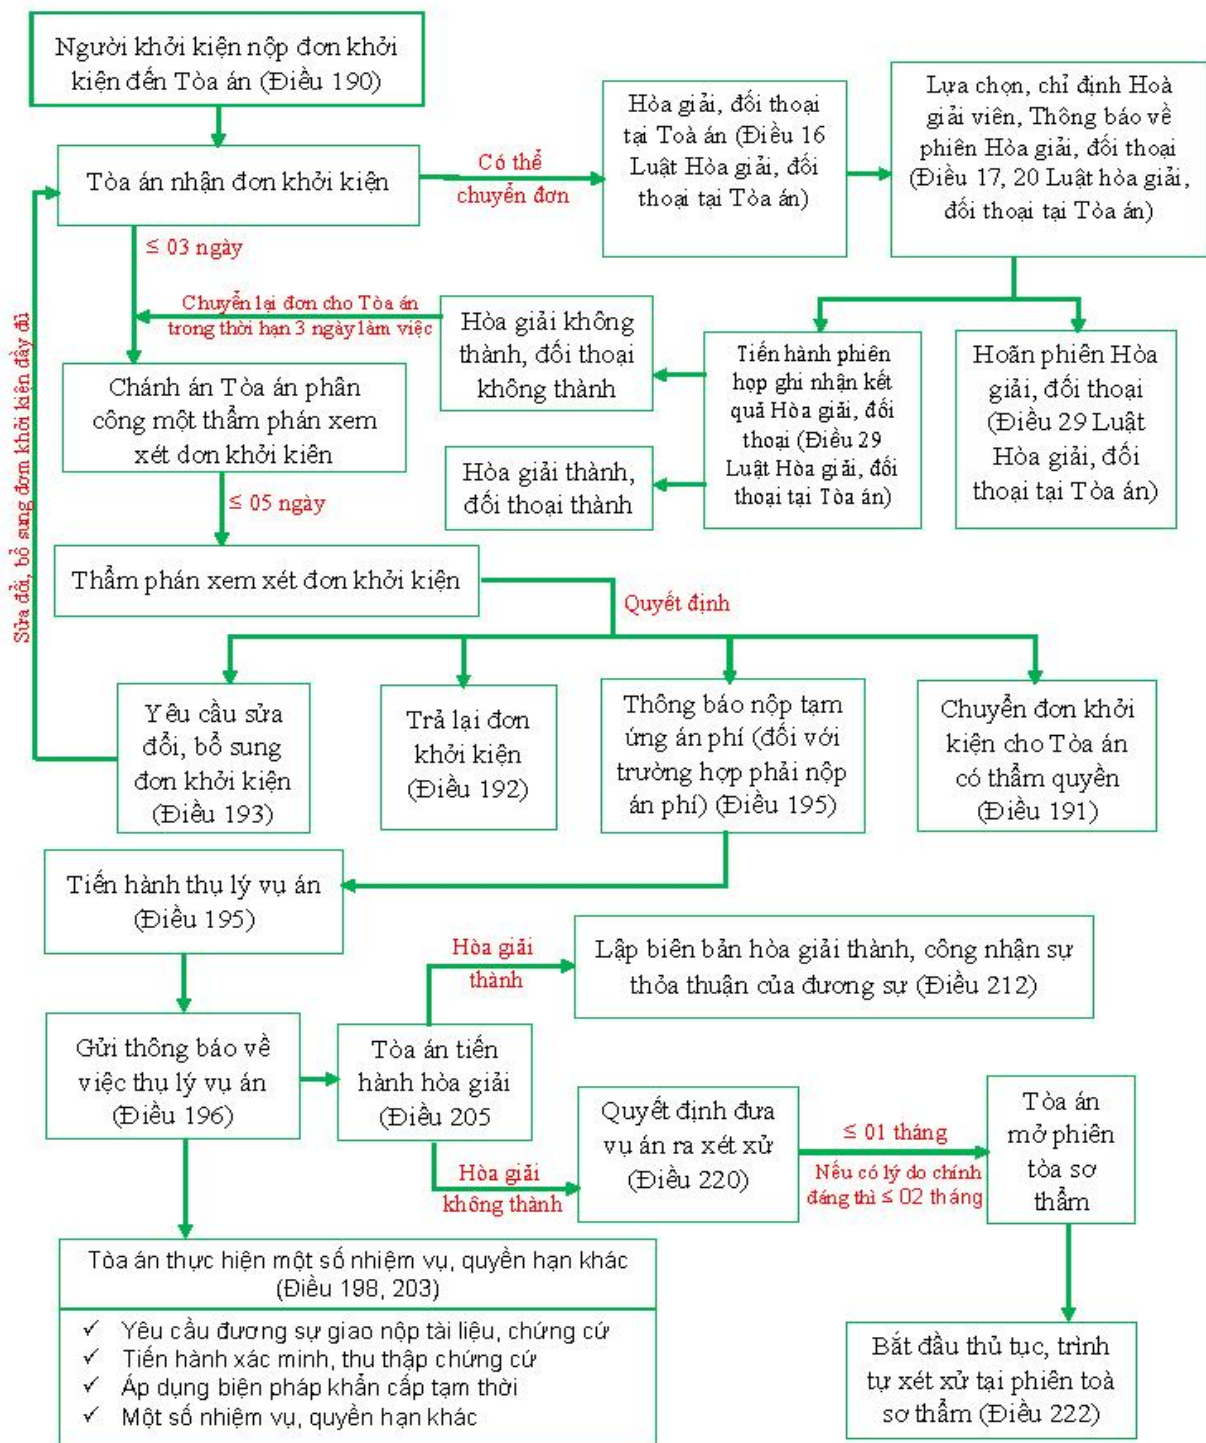 Người khởi kiện nộp đơn khởi
kiện đến Tòa án (Điều 190)
Tòa án nhận đơn khởi kiện
Có thể
chuyển đơn
Hòa giải, đối thoại
tại Toà án (Điều 16
Luật Hòa giải, đối
thoại tại Tòa án)
Lựa chọn, chỉ định Hoà
giải viên, Thông báo về
phiên Hòa giải, đối thoại
(Điều 17, 20 Luật hòa giải,
đối thoại tại Tòa án)
≤ 03 ngày
Chuyển lại đơn cho Tòa án
trong thời hạn 3 ngày làm việc
Hòa giải không
thành, đối thoại
không thành
Hòa giải thành,
đối thoại thành
Tiến hành phiên
họp ghi nhận kết
quả Hòa giải, đối
thoại (Điều 29
Luật Hòa giải, đối
thoại tại Tòa án)
Hoãn phiên Hòa
giải, đối thoại
(Điều 29 Luật
Hòa giải, đối
thoại tại Tòa án)
Chánh án Tòa án phân
công một thẩm phán xem
xét dơn khởi kiên
≤ 05 ngày
Thẩm phán xem xét đơn khởi kiện
Quyết định
Sửa đổi, bổ sung đơm khởi kiện đầy đủ
Yêu cầu sửa
đổi, bổ sung
đơn khởi kiện
(Điều 193)
Trả lại đơn
khởi kiện
(Điều 192)
Thông báo nộp tạm
ứng án phí (đối với
trường hợp phải nộp
án phí) (Điều 195)
Chuyển đơn khởi
kiện cho Tòa án
có thẩm quyền
(Điều 191)
Tiến hành thụ lý vụ án
(Điều 195)
Hòa giải
thành
Lập biên bản hòa giải thành, công nhận sự
thỏa thuận của đương sự (Điều 212)
Gửi thông báo về
việc thụ lý vụ án
(Điều 196)
Tòa án tiến
hành hòa giải
(Điều 205
Hòa giải
không thành
Quyết định đưa
vụ án ra xét xử
(Điều 220)
≤ 01 tháng
Nếu có lý do chính
đáng thì ≤ 02 tháng
Tòa án
mở phiên
tòa sơ
thẩm
Tòa án thực hiện một số nhiệm vụ, quyền hạn khác
(Điều 198, 203)
✓ Yêu cầu đương sự giao nộp tài liệu, chứng cứ
✓ Tiến hành xác minh, thu thập chứng cứ
✓ Áp dụng biện pháp khẩn cấp tạm thời
✓ Một số nhiệm vụ, quyền hạn khác
Bắt đầu thủ tục, trình
tự xét xử tại phiên toà
sơ thẩm (Điều 222)